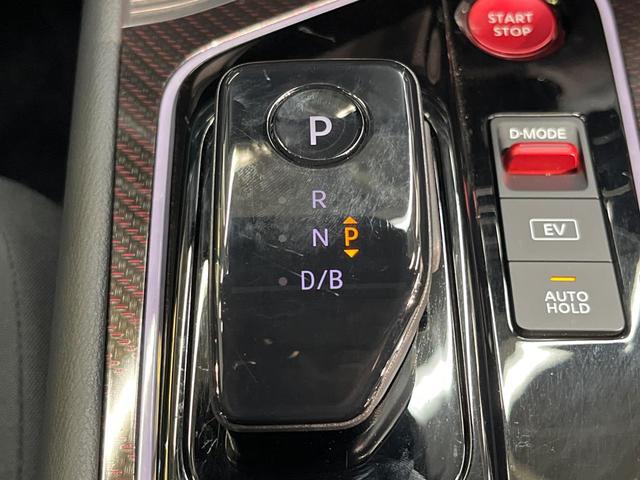 START
STOP
P
D-MODE
R
N P
EV
D/B
AUTO
HOLD